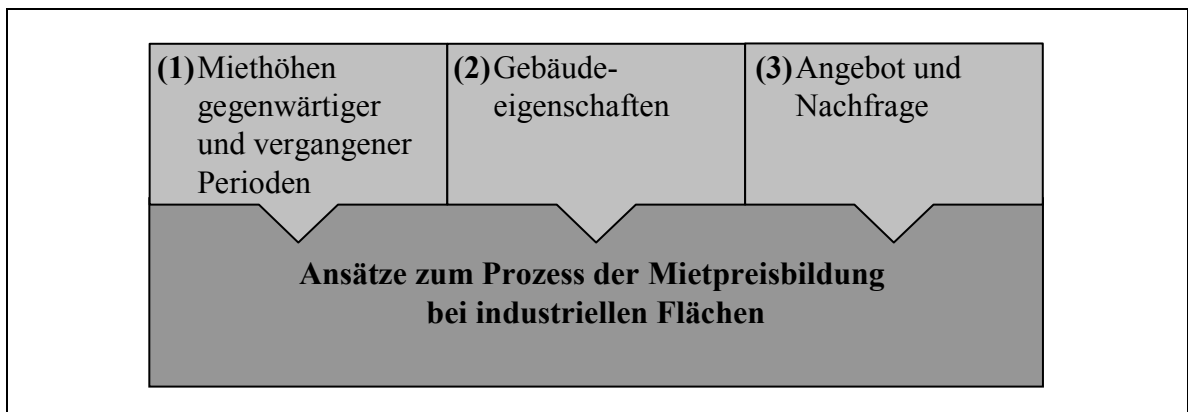 (1) Miethöhen
gegenwärtiger
und vergangener
Perioden
(2) Gebäude-
eigenschaften
(3) Angebot und
Nachfrage
Ansätze zum Prozess der Mietpreisbildung
bei industriellen Flächen